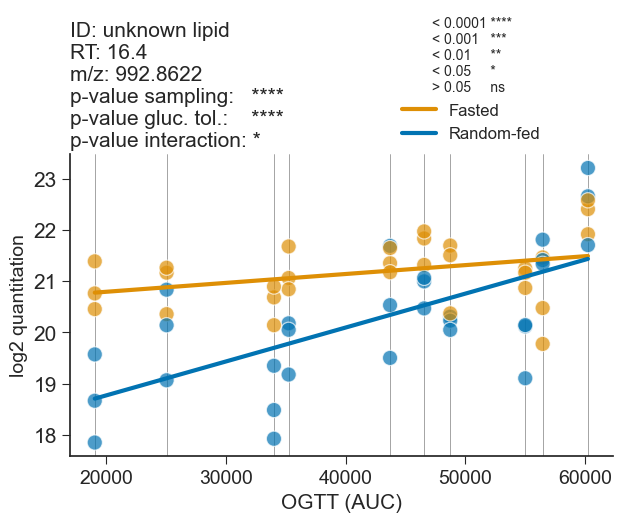 ID: unknown lipid
RT: 16.4
m/z: 992.8622
p-value sampling: ****
p-value gluc. tol.: ****
p-value interaction: *
< 0.0001 ****
< 0.001 ***
< 0.01 **
< 0.05 *
> 0.05 ns
Fasted
Random-fed
log2 quantitation
23
22
21
20
19
18
20000 30000 40000 50000 60000
OGTT (AUC)